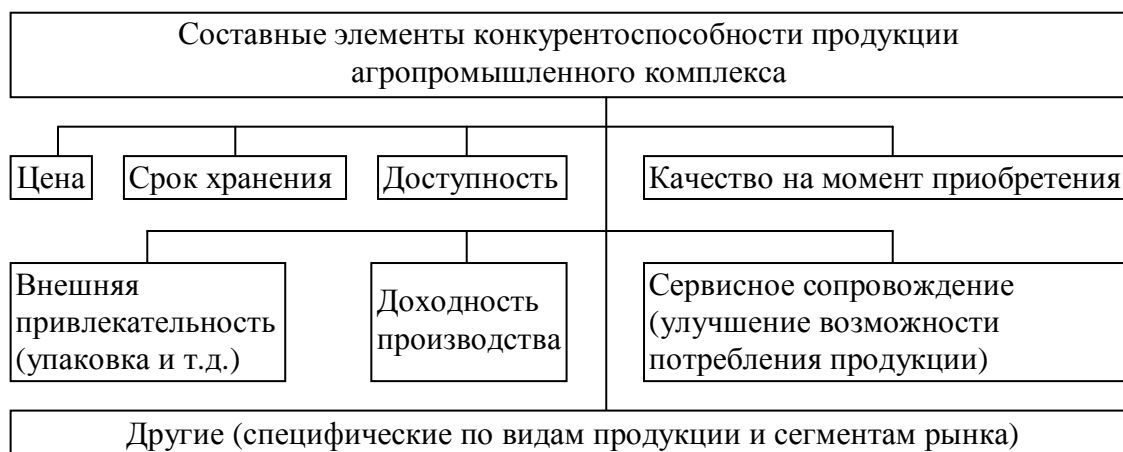 Составные элементы конкурентоспособности продукции
агропромышленного комплекса
Цена
Срок хранения
Доступность
Качество на момент приобретения
Внешняя
привлекательность
(упаковка и т.д.)
Доходность
производства
Сервисное сопровождение
(улучшение возможности
потребления продукции)
Другие (специфические по видам продукции и сегментам рынка)